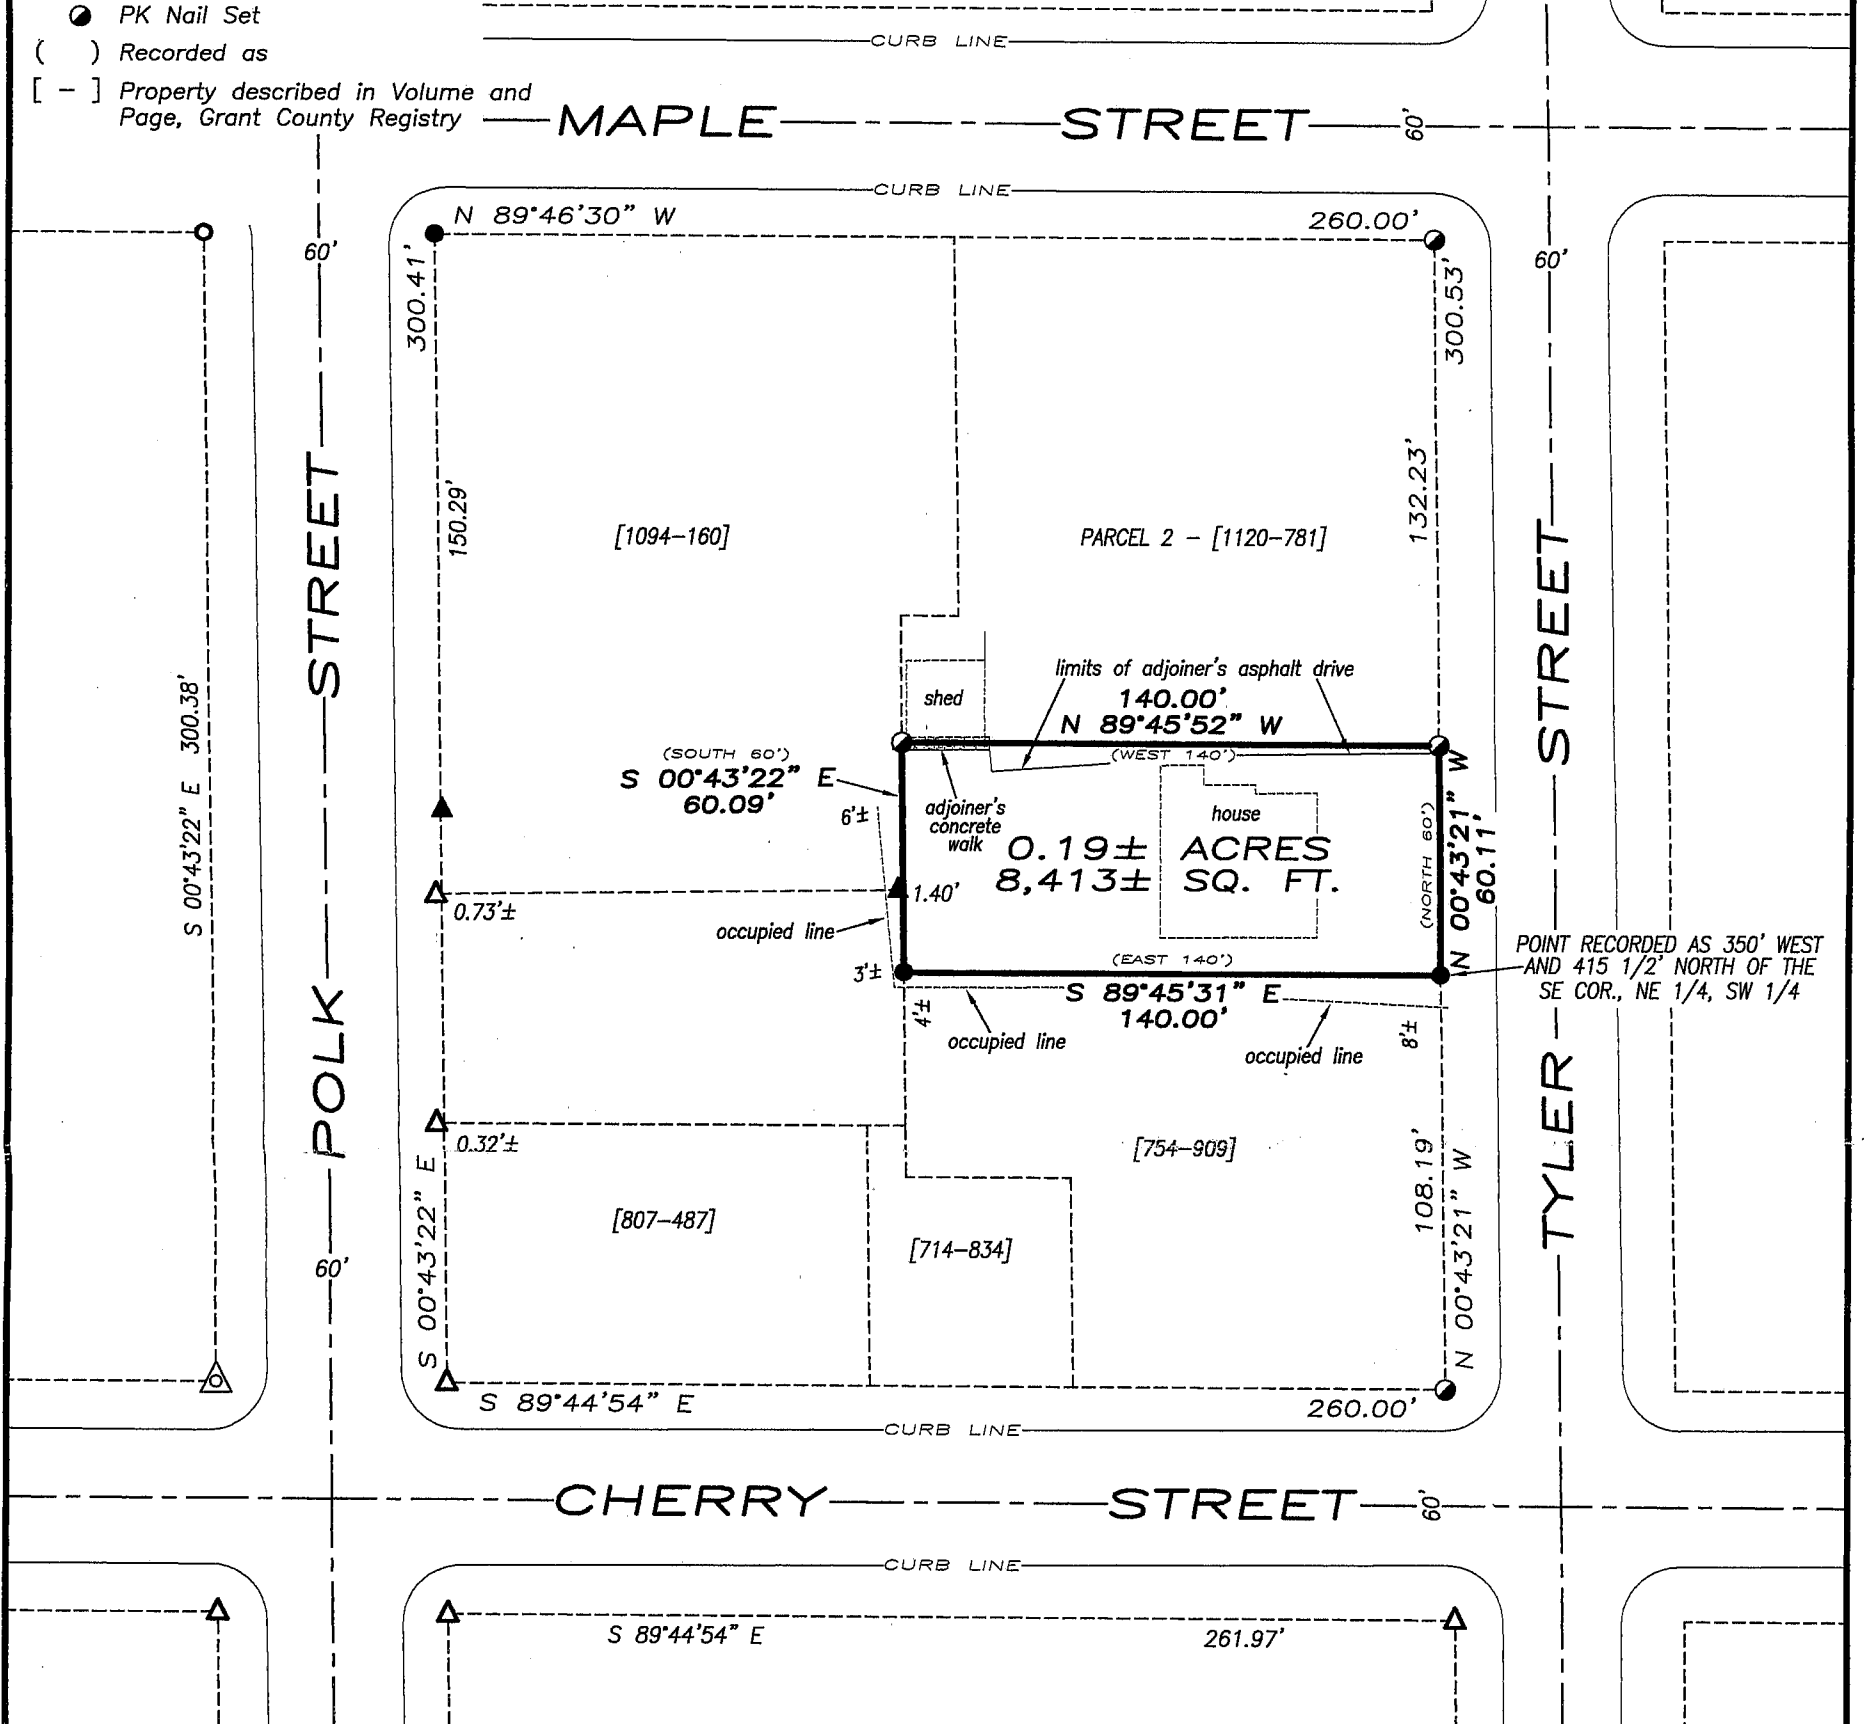 PK Nail Set
( ) Recorded as
[ - ] Property described in Volume and
Page, Grant County Registry
CURB LINE
MAPLE STREET
60'
CURB LINE
N 89°46'30" W
260.00'
60'
60'
300.41'
300.53'
150.29'
132.23'
[1094-160]
PARCEL 2 - [1120-781]
STREET
STREET
limits of adjoiner's asphalt drive
shed
140.00'
N 89°45'52" W
(SOUTH 60')
(WEST 140')
S 00°43'22" E
60.09'
S 00°43'22" E 300.38'
6'±
adjoiner's
concrete
walk
house
0.19± ACRES
8,413± SQ. FT.
(NORTH 60')
N 00°43'21" W
60.11'
1.40'
0.73'±
occupied line
3'±
(EAST 140')
POINT RECORDED AS 350' WEST
AND 415 1/2' NORTH OF THE
SE COR., NE 1/4, SW 1/4
S 89°45'31" E
140.00'
4'±
8'±
occupied line
occupied line
POLK
TYLER
0.32'±
[754-909]
108.19'
S 00°43'22" E
N 00°43'21" W
[807-487]
[714-834]
60'
S 89°44'54" E
260.00'
CURB LINE
CHERRY STREET
60'
CURB LINE
S 89°44'54" E
261.97'